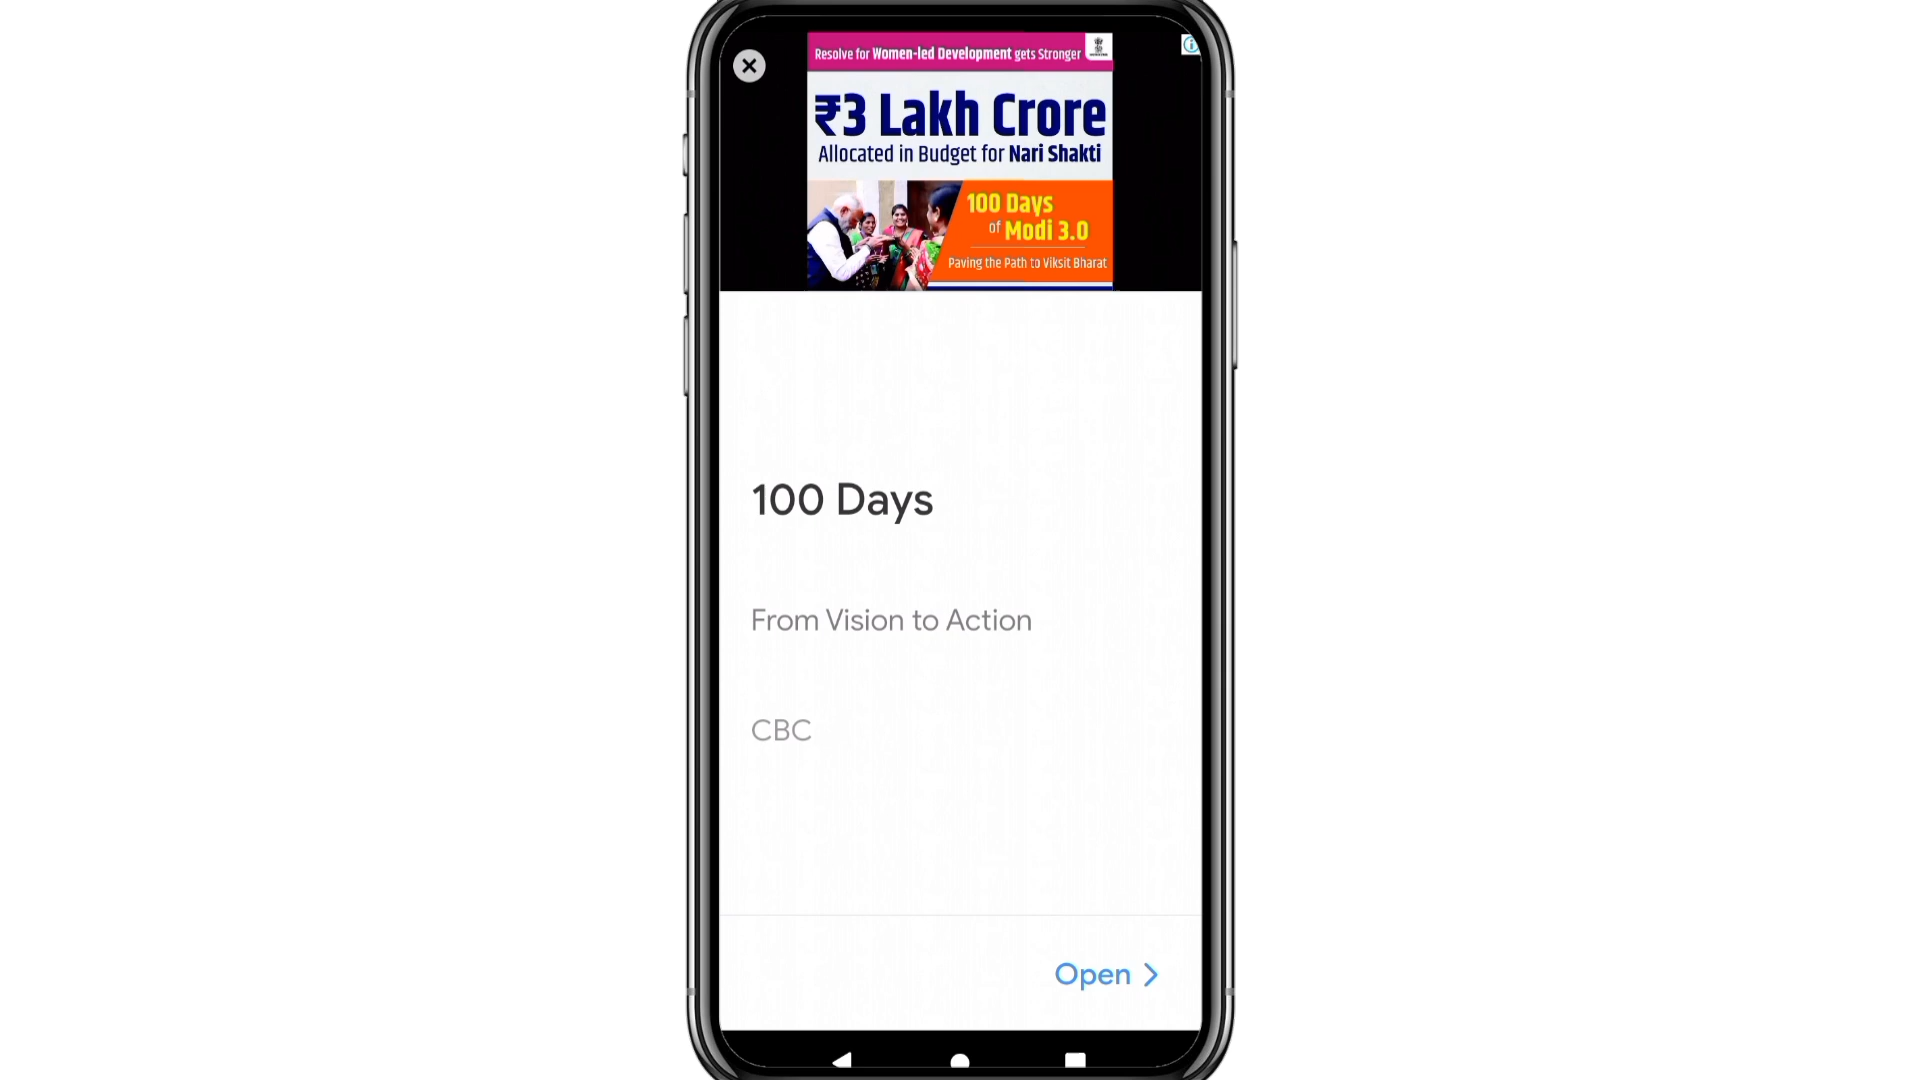 Resolve for Women-led Development gets Stronger
₹3 Lakh Crore
Allocated in Budget for Nari Shakti
100 Days
of Modi 3.0
Paving the Path to Viksit Bharat
100 Days
From Vision to Action
CBC
Open